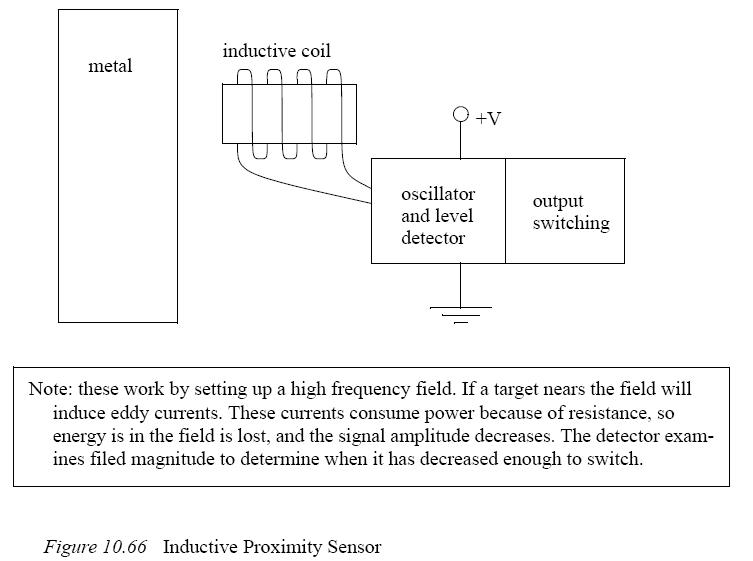 inductive coil
metal
+V
oscillator
and level
detector
output
switching
Note: these work by setting up a high frequency field. If a target nears the field will
induce eddy currents. These currents consume power because of resistance, so
energy is in the field is lost, and the signal amplitude decreases. The detector exam-
ines filed magnitude to determine when it has decreased enough to switch.
Figure 10.66 Inductive Proximity Sensor